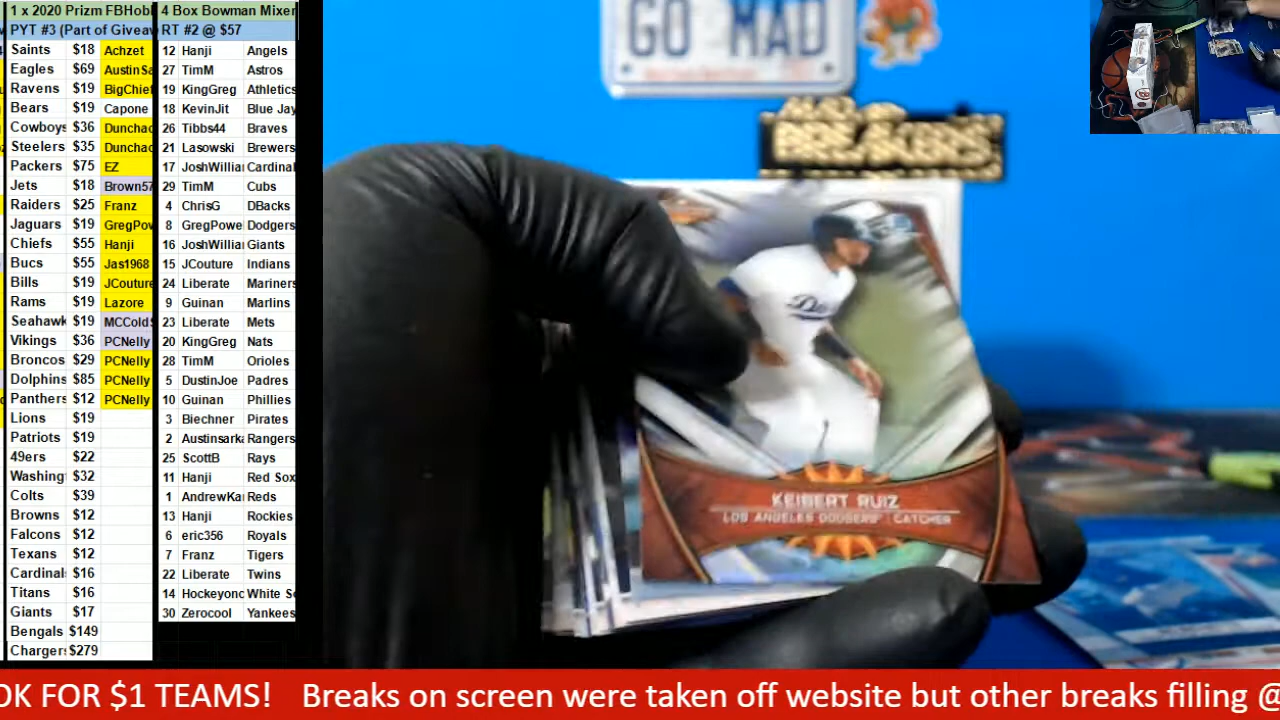 1 x 2020 Prizm FBHobi
PYT #3 (Part of Giveaw
Saints $18 Achzet
Eagles $69 AustinSa
Ravens $19 BigChief
Bears $19 Capone
Cowboys $36 Dunchac
Steelers $35 Dunchac
Packers $75 EZ
Jets $18 Brown57
Raiders $25 Franz
Jaguars $19 GregPow
Chiefs $55 Hanji
Bucs $55 Jas1968
Bills $19 JCouture
Rams $19 Lazore
Seahawk $19 MCColdS
Vikings $36 PCNelly
Broncos $29 PCNelly
Dolphins $85 PCNelly
Panthers $12 PCNelly
Lions $19
Patriots $19
49ers $22
Washing $32
Colts $39
Browns $12
Falcons $12
Texans $12
Cardinal $16
Titans $16
Giants $17
Bengals $149
Charger $279
4 Box Bowman Mixer
RT #2 @ $57
12 Hanji Angels
27 TimM Astros
19 KingGreg Athletics
18 KevinJit Blue Jay
26 Tibbs44 Braves
21 Lasowski Brewers
17 JoshWillia Cardinal
29 TimM Cubs
4 ChrisG DBacks
8 GregPowe Dodgers
16 JoshWillia Giants
15 JCouture Indians
24 Liberate Mariners
9 Guinan Marlins
23 Liberate Mets
20 KingGreg Nats
28 TimM Orioles
5 DustinJoe Padres
10 Guinan Phillies
3 Biechner Pirates
2 Austinsarka Rangers
25 ScottB Rays
11 Hanji Red Sox
1 AndrewKa Reds
13 Hanji Rockies
6 eric356 Royals
7 Franz Tigers
22 Liberate Twins
14 Hockeyonc White So
30 Zerocool Yankees
GO MAD
BREAKERS
KEIBERT RUIZ
LOS ANGELES DODGERS | CATCHER
OK FOR $1 TEAMS! Breaks on screen were taken off website but other breaks filling @